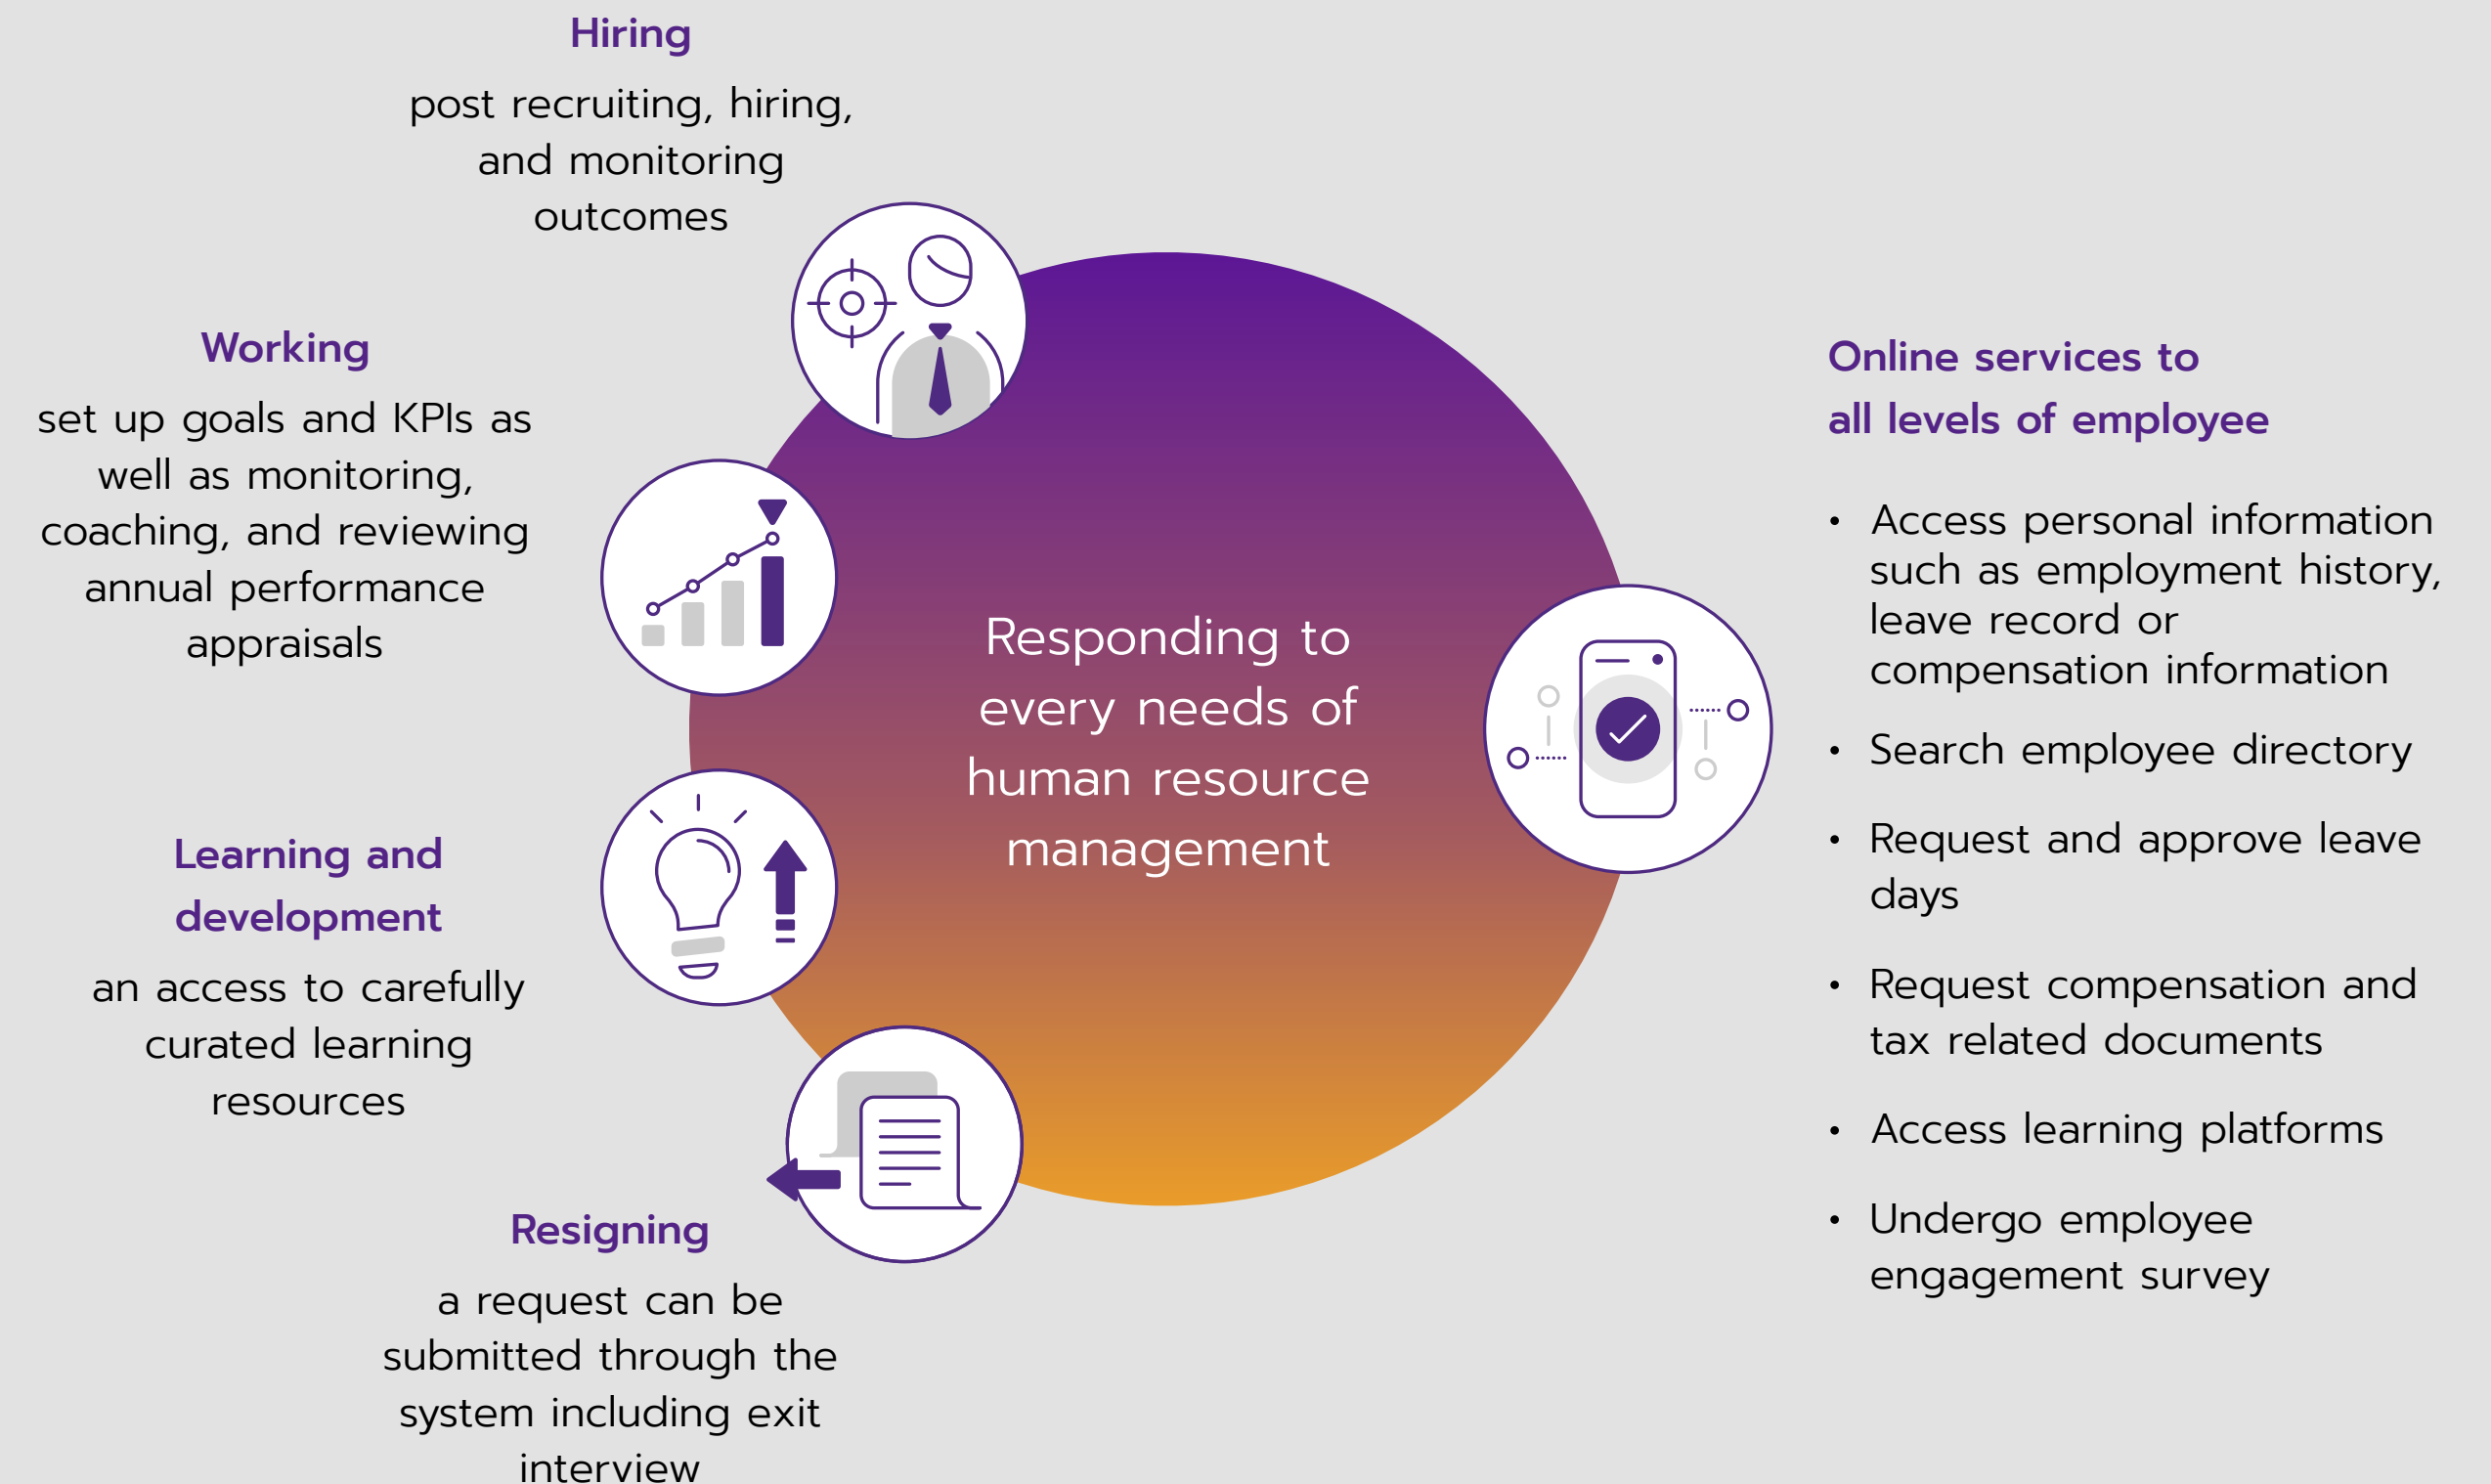 Hiring
post recruiting, hiring,
and monitoring
outcomes
Working
set up goals and KPIs as
well as monitoring,
coaching, and reviewing
annual performance
appraisals
Learning and
development
an access to carefully
curated learning
resources
Resigning
a request can be
submitted through the
system including exit
interview
Responding to
every needs of
human resource
management
Online services to
all levels of employee
• Access personal information
such as employment history,
leave record or
compensation information
• Search employee directory
• Request and approve leave
days
• Request compensation and
tax related documents
• Access learning platforms
• Undergo employee
engagement survey